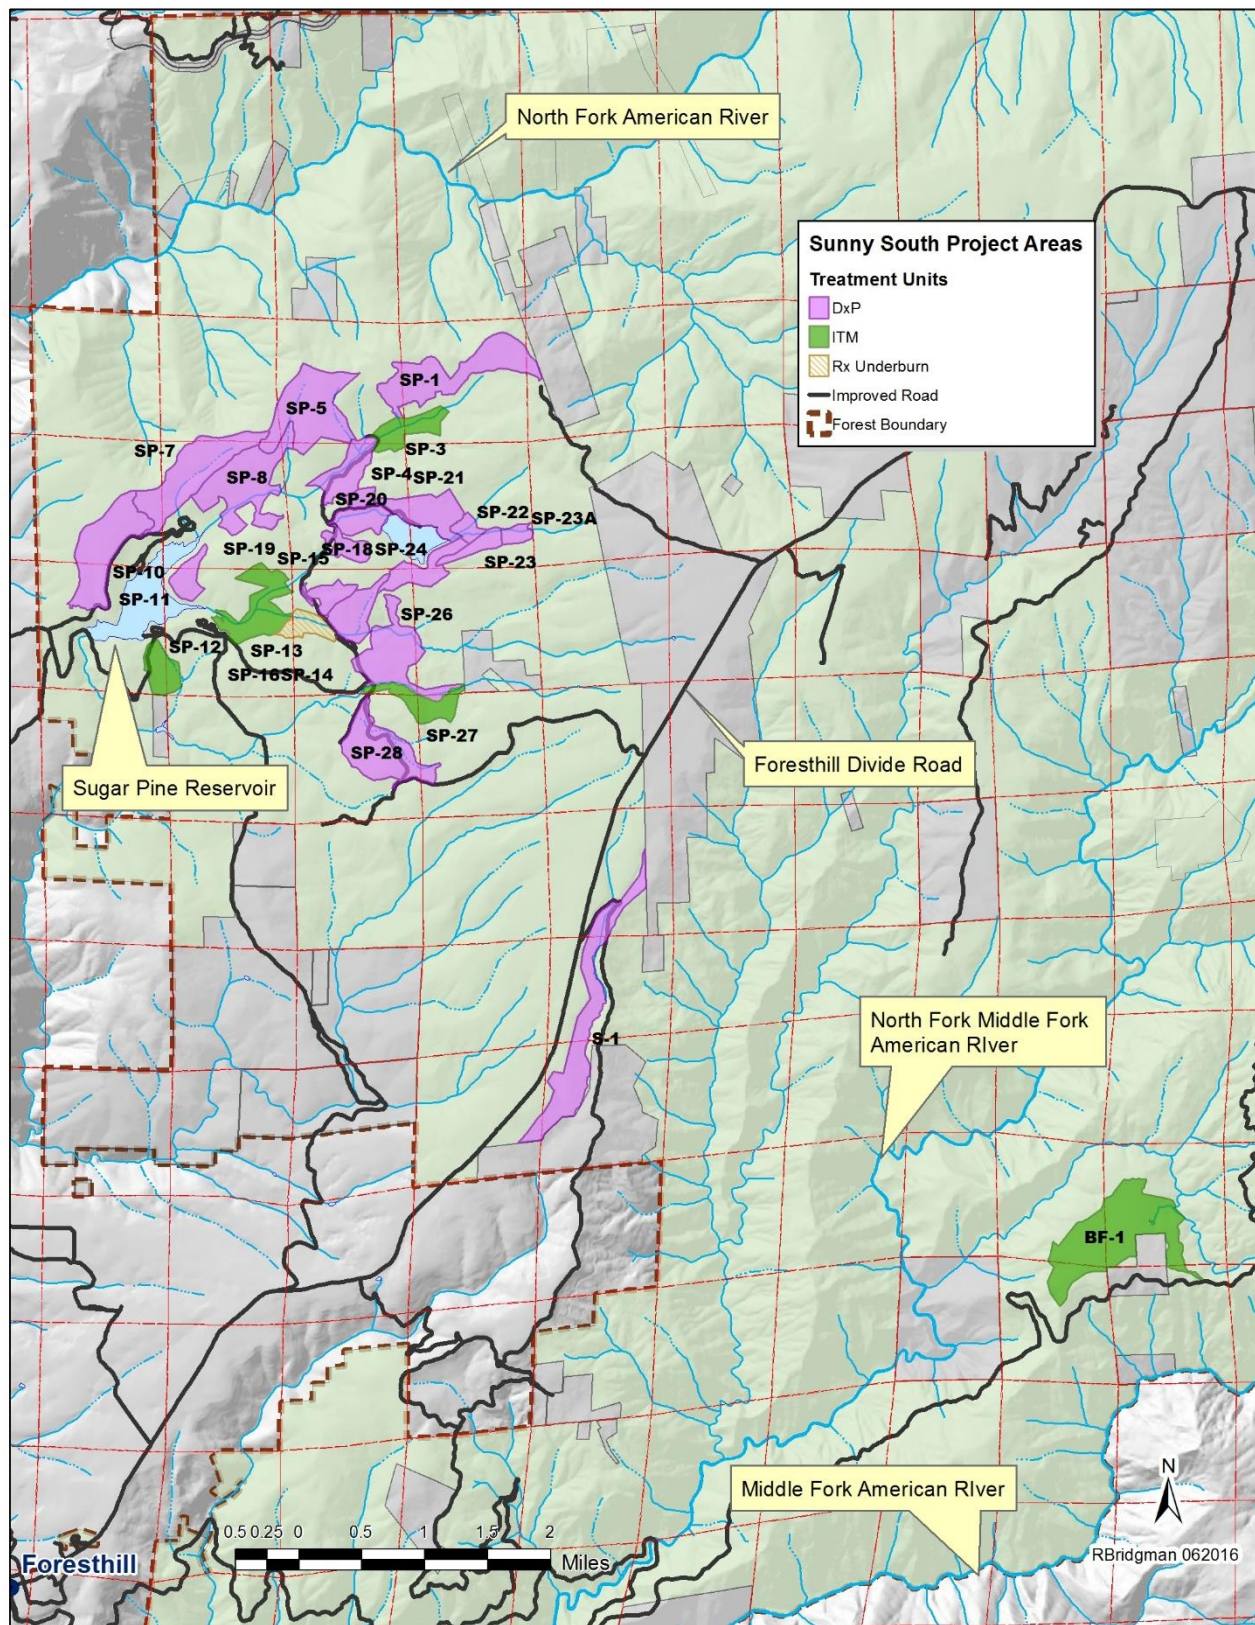 North Fork American River
Sunny South Project Areas
Treatment Units
DxP
ITM
Rx Underburn
Improved Road
Forest Boundary
SP-1
SP-5
SP-3
SP-7
SP-8
SP-4
SP-21
SP-20
SP-22
SP-23A
SP-19
SP-15
SP-18
SP-24
SP-23
SP-10
SP-11
SP-26
SP-12
SP-13
SP-16
SP-14
SP-27
SP-28
Foresthill Divide Road
Sugar Pine Reservoir
S-1
North Fork Middle Fork
American RIver
BF-1
Middle Fork American RIver
N
0.5 0.25 0 0.5 1 1.5 2
Miles
RBridgman 062016
Foresthill